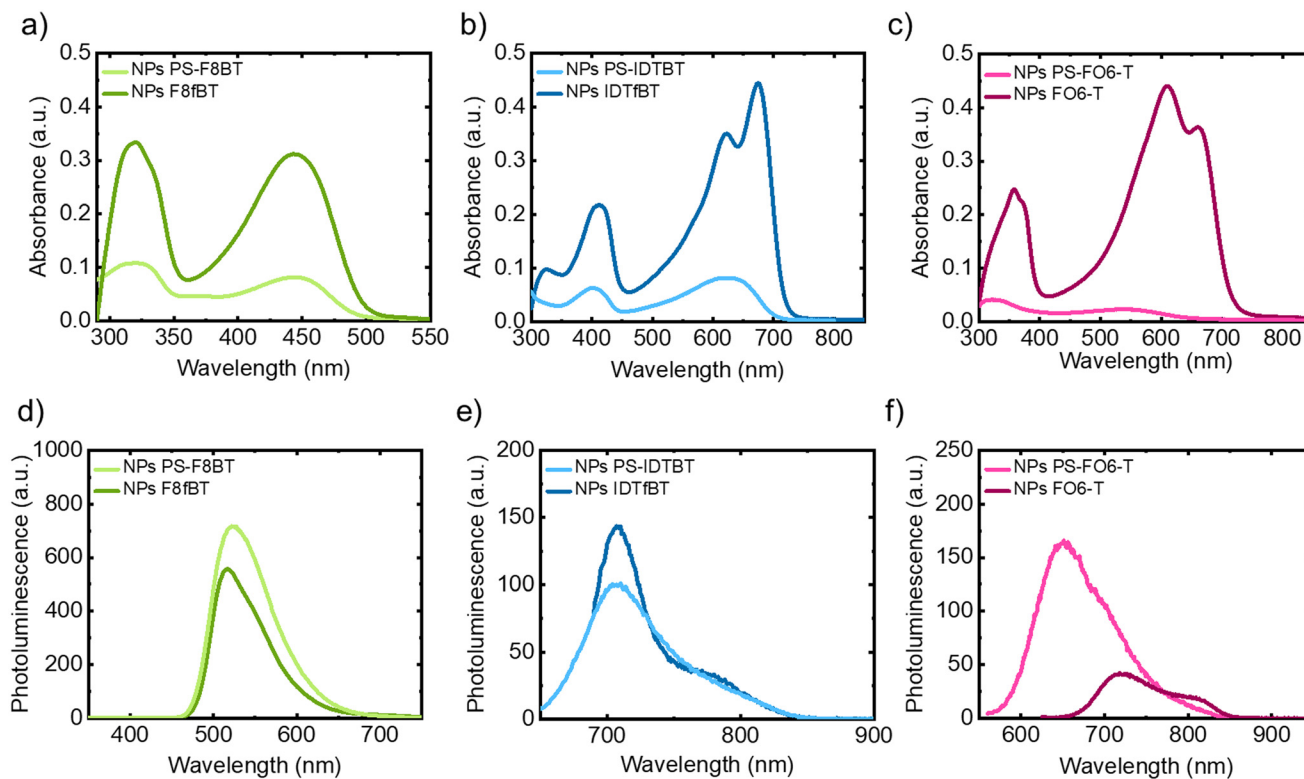 a)
0.5
0.4
0.3
0.2
0.1
0.0
Absorbance (a.u.)
NPs PS-F8BT
NPs F8fBT
300 350 400 450 500 550
Wavelength (nm)
b)
0.5
0.4
0.3
0.2
0.1
0.0
Absorbance (a.u.)
NPs PS-IDTBT
NPs IDTfBT
300 400 500 600 700 800
Wavelength (nm)
c)
0.5
0.4
0.3
0.2
0.1
0.0
Absorbance (a.u.)
NPs PS-FO6-T
NPs FO6-T
300 400 500 600 700 800
Wavelength (nm)
d)
1000
800
600
400
200
0
Photoluminescence (a.u.)
NPs PS-F8BT
NPs F8fBT
400 500 600 700
Wavelength (nm)
e)
200
150
100
50
0
Photoluminescence (a.u.)
NPs PS-IDTBT
NPs IDTfBT
700 800 900
Wavelength (nm)
f)
250
200
150
100
50
0
Photoluminescence (a.u.)
NPs PS-FO6-T
NPs FO6-T
600 700 800 900
Wavelength (nm)